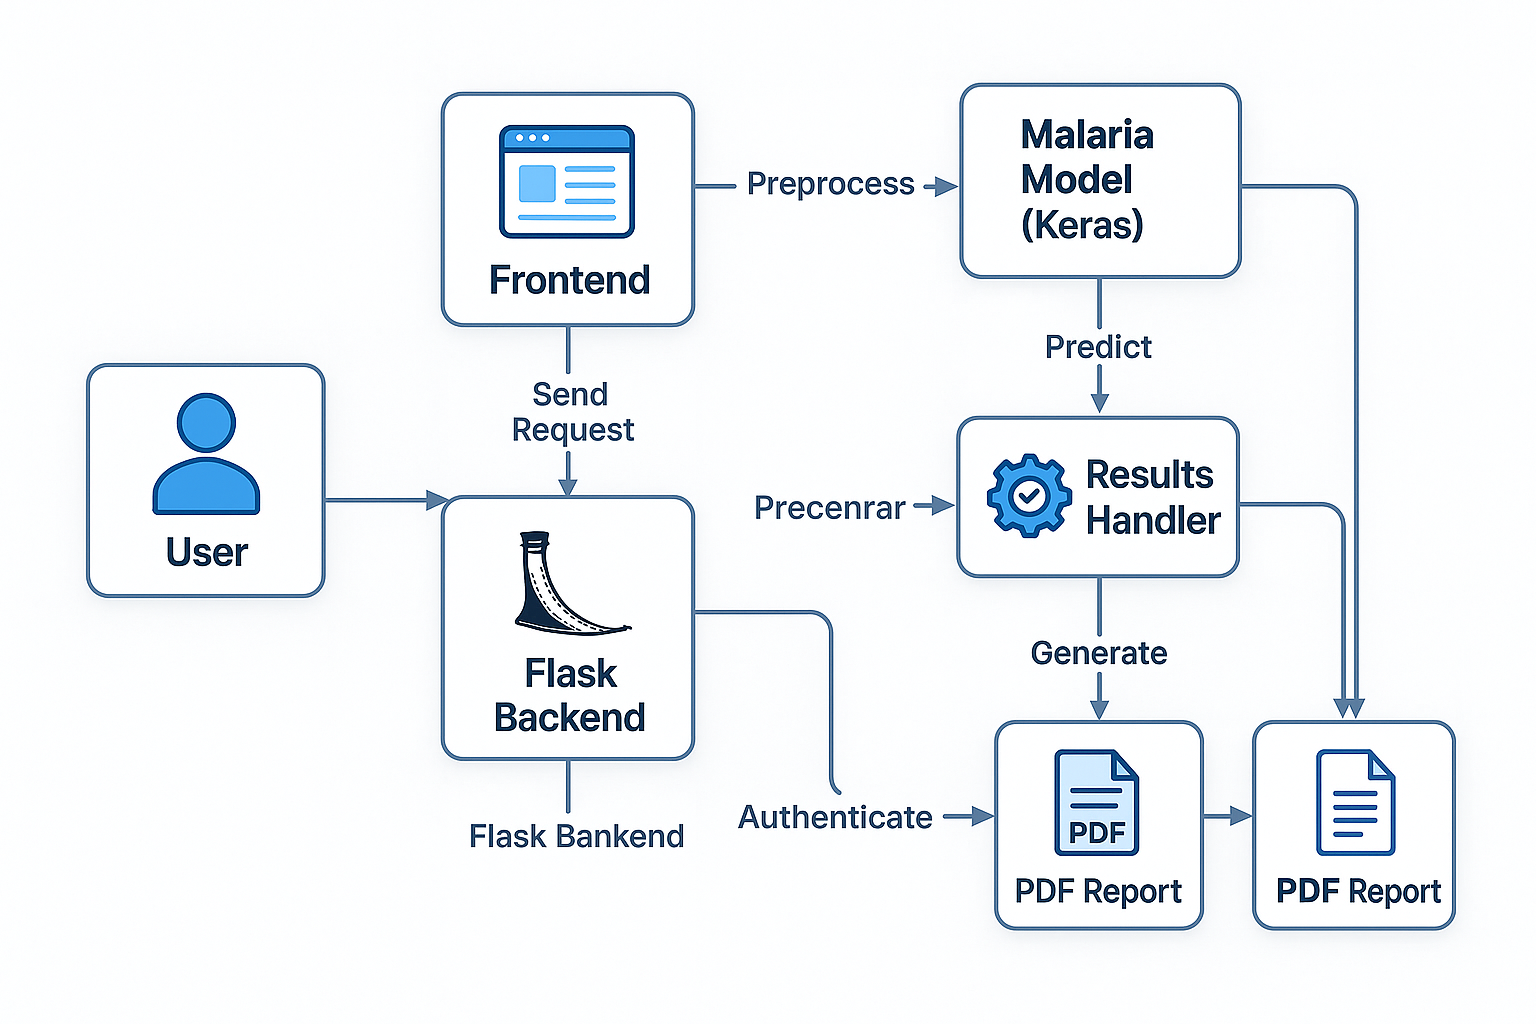 Frontend
Preprocess
Malaria
Model
(Keras)
Send
Request
Predict
User
Precenrar
Results
Handler
Flask
Backend
Generate
Flask Bankend
Authenticate
PDF
PDF Report
PDF Report